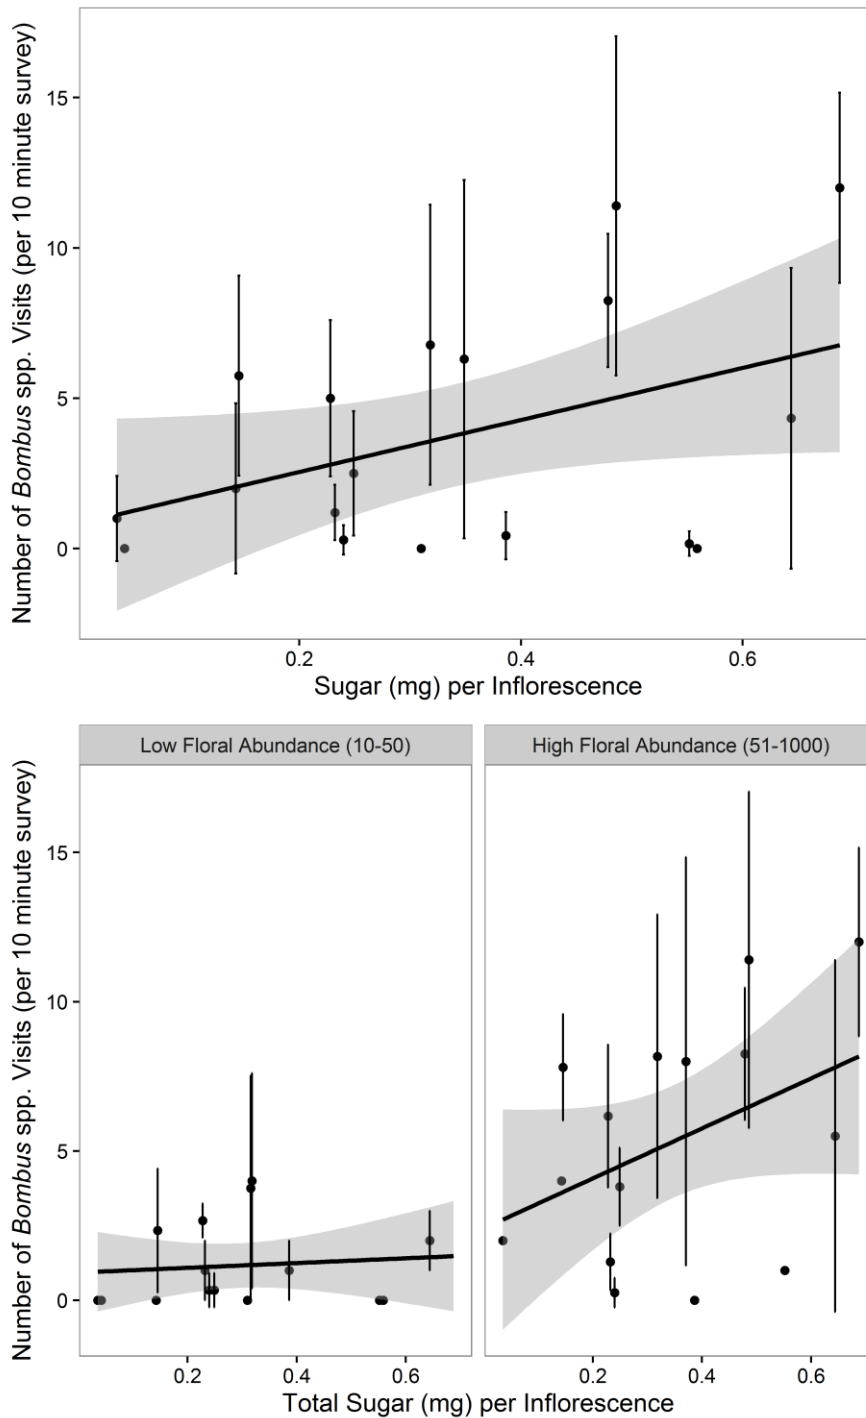 Number of Bombus spp. Visits (per 10 minute survey)
15
10
5
0
0.2 0.4 0.6
Sugar (mg) per Inflorescence
Low Floral Abundance (10-50) High Floral Abundance (51-1000)
Number of Bombus spp. Visits (per 10 minute survey)
15
10
5
0
0.2 0.4 0.6 0.2 0.4 0.6
Total Sugar (mg) per Inflorescence